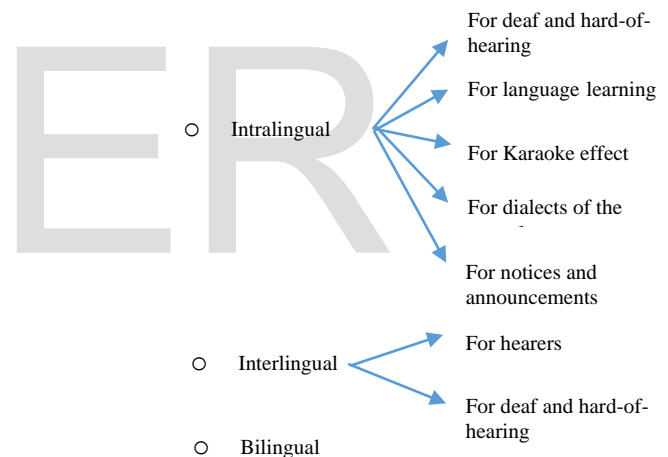 For deaf and hard-of-
hearing
For language learning
○ Intralingual
For Karaoke effect
For dialects of the
For notices and
announcements
For hearers
○ Interlingual
For deaf and hard-of-
hearing
○ Bilingual
ER